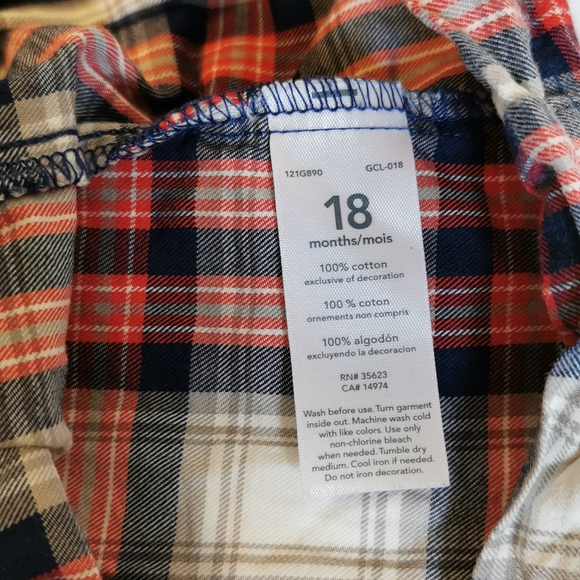 121G890 GCL-018
18
months/mois
100% cotton
exclusive of decoration
100 % coton
ornements non compris
100% algodón
excluyendo la decoracion
RN# 35623
CA# 14974
Wash before use. Turn garment
inside out. Machine wash cold
with like colors. Use only
non-chlorine bleach
when needed. Tumble dry
medium. Cool iron if needed.
Do not iron decoration.